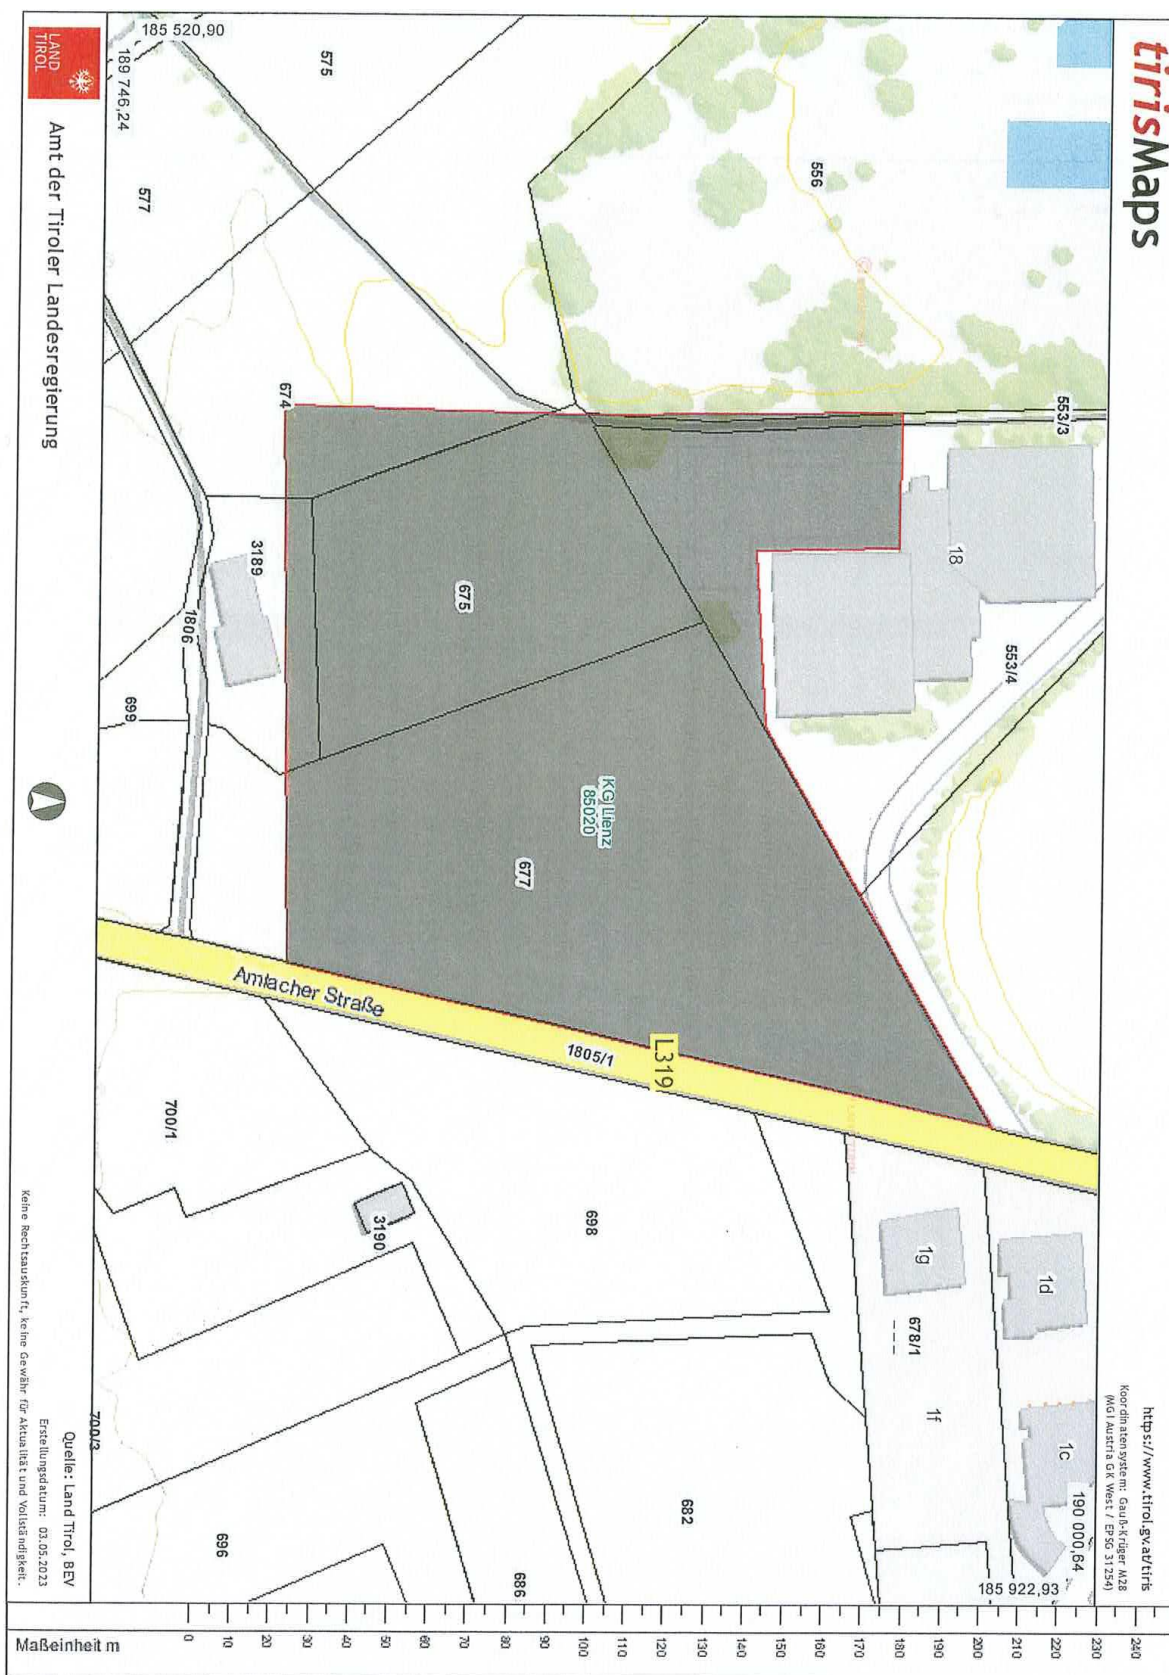 tirisMaps
https://www.tirol.gv.at/tiris
Koordinatensystem: Gauß-Krüger M28
(MGI Austria GK West / EPSG 31254)
190 000,64
185 922,93
553/3
18
553/4
1d
1c
1g
678/1
1f
556
575
577
185 520,90
189 746,24
674
675
677
KG Lienz
85020
3189
1806
699
Amlacher Straße
1805/1
L319
700/1
3190
698
682
686
696
700/3
LAND
TIROL
Amt der Tiroler Landesregierung
Quelle: Land Tirol, BEV
Erstellungsdatum: 03.05.2023
Keine Rechtsauskunft, keine Gewähr für Aktualität und Vollständigkeit.
Maßeinheit m
0 10 20 30 40 50 60 70 80 90 100 110 120 130 140 150 160 170 180 190 200 210 220 230 240